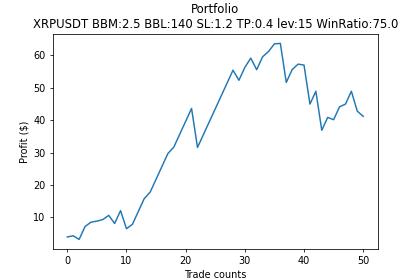 Portfolio
XRPUSDT BBM:2.5 BBL:140 SL:1.2 TP:0.4 lev:15 WinRatio:75.0
60
50
40
30
20
10
Profit ($)
0 10 20 30 40 50
Trade counts